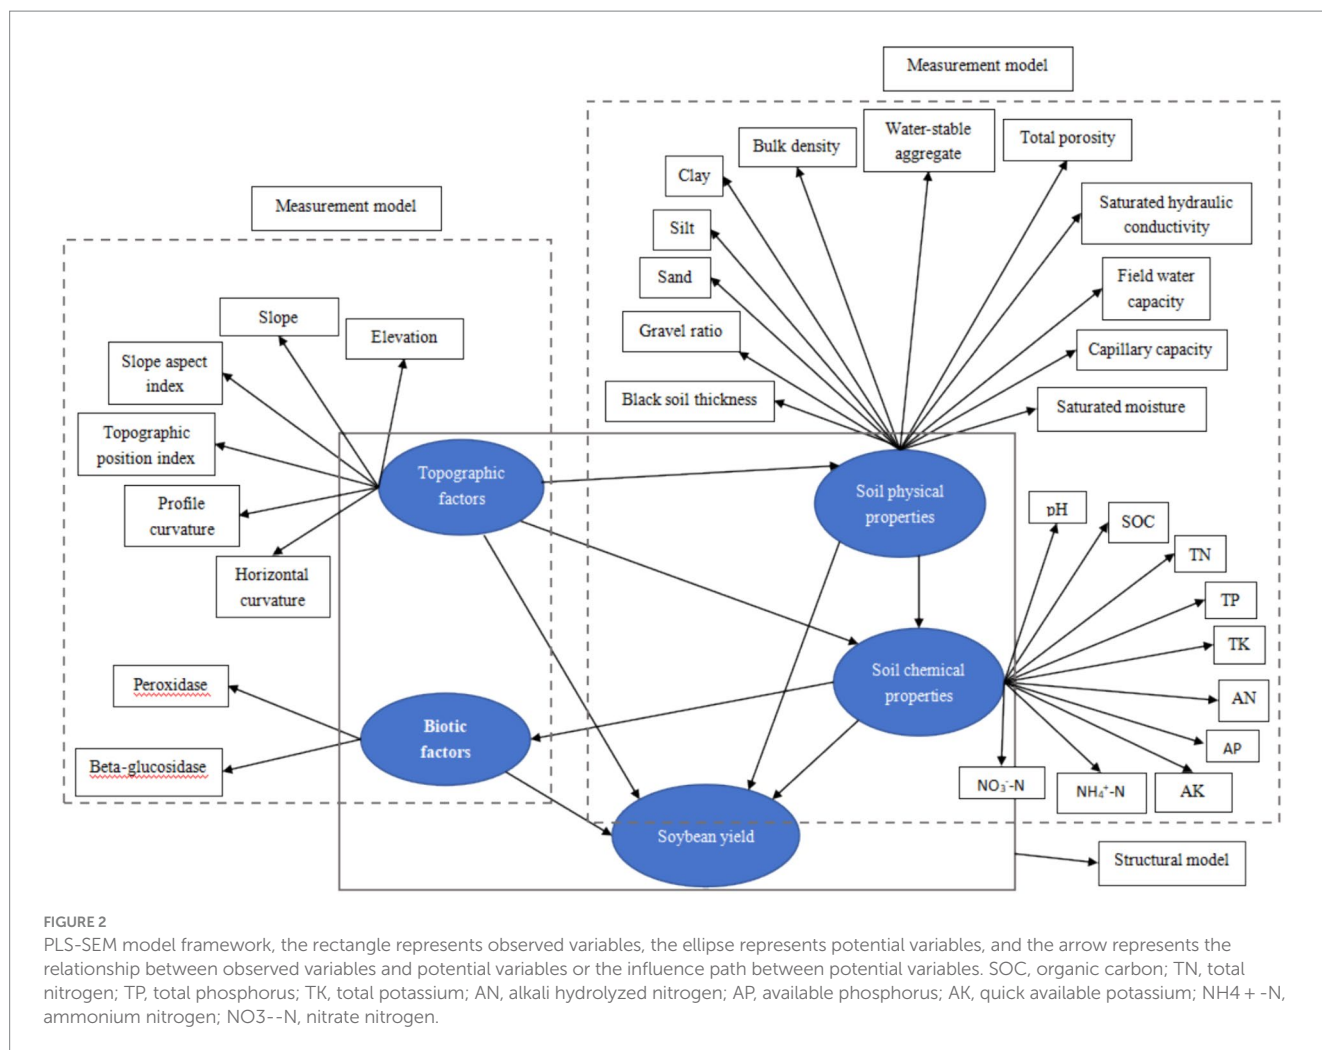 Measurement model
Measurement model
Slope
Elevation
Slope aspect
index
Topographic
position index
Profile
curvature
Horizontal
curvature
Peroxidase
Beta-glucosidase
Bulk density
Water-stable
aggregate
Total porosity
Clay
Silt
Sand
Gravel ratio
Black soil thickness
Saturated hydraulic
conductivity
Field water
capacity
Capillary capacity
Saturated moisture
Topographic
factors
Soil physical
properties
Soil chemical
properties
Biotic
factors
Soybean yield
pH
SOC
TN
TP
TK
AN
AP
AK
NH₄⁺-N
NO₃⁻-N
Structural model
FIGURE 2
PLS-SEM model framework, the rectangle represents observed variables, the ellipse represents potential variables, and the arrow represents the
relationship between observed variables and potential variables or the influence path between potential variables. SOC, organic carbon; TN, total
nitrogen; TP, total phosphorus; TK, total potassium; AN, alkali hydrolyzed nitrogen; AP, available phosphorus; AK, quick available potassium; NH4 + -N,
ammonium nitrogen; NO3--N, nitrate nitrogen.